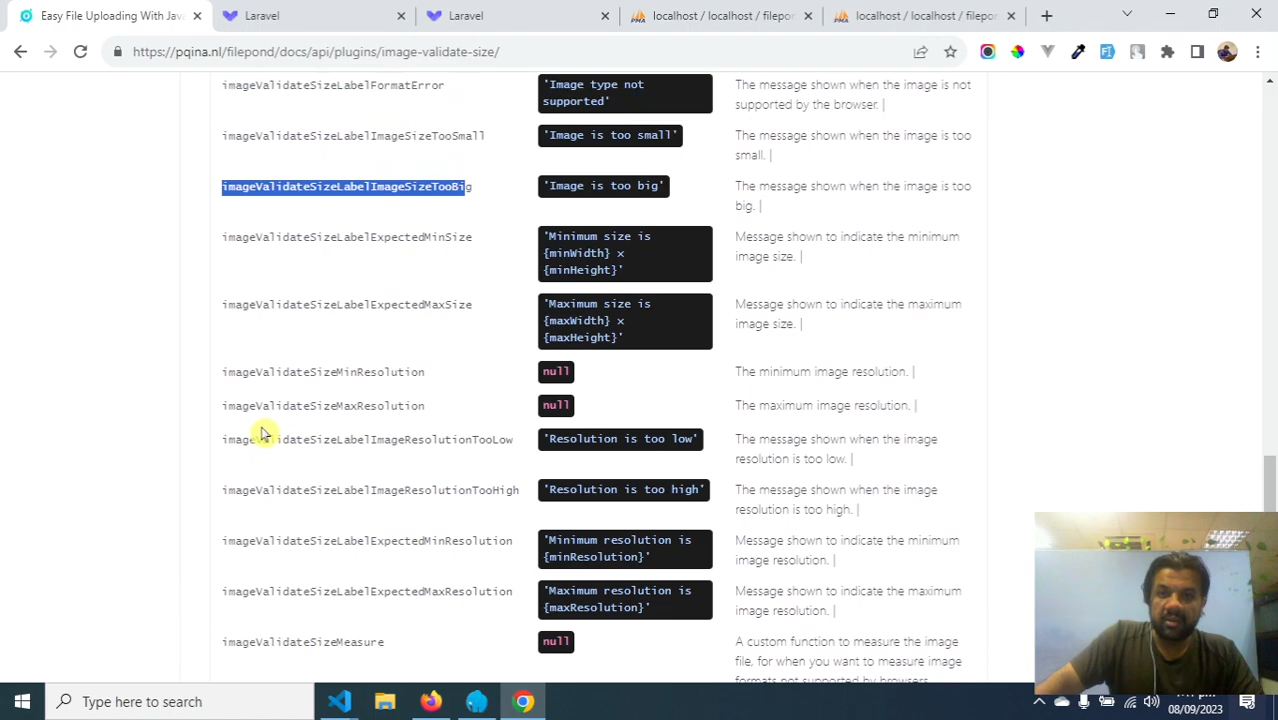 Easy File Uploading With Jav
Laravel
Laravel
localhost / localhost / filepon
localhost / localhost / filepon
https://pqina.nl/filepond/docs/api/plugins/image-validate-size/
imageValidateSizeLabelFormatError
'Image type not
supported'
The message shown when the image is not
supported by the browser. |
imageValidateSizeLabelImageSizeTooSmall
'Image is too small'
The message shown when the image is too
small. |
imageValidateSizeLabelImageSizeTooBig
'Image is too big'
The message shown when the image is too
big. |
imageValidateSizeLabelExpectedMinSize
'Minimum size is
{minWidth} ×
{minHeight}'
Message shown to indicate the minimum
image size. |
imageValidateSizeLabelExpectedMaxSize
'Maximum size is
{maxWidth} ×
{maxHeight}'
Message shown to indicate the maximum
image size. |
imageValidateSizeMinResolution
null
The minimum image resolution. |
imageValidateSizeMaxResolution
null
The maximum image resolution. |
imageValidateSizeLabelImageResolutionTooLow
'Resolution is too low'
The message shown when the image
resolution is too low. |
imageValidateSizeLabelImageResolutionTooHigh
'Resolution is too high'
The message shown when the image
resolution is too high. |
imageValidateSizeLabelExpectedMinResolution
'Minimum resolution is
{minResolution}'
Message shown to indicate the minimum
image resolution. |
imageValidateSizeLabelExpectedMaxResolution
'Maximum resolution is
{maxResolution}'
Message shown to indicate the maximum
image resolution. |
imageValidateSizeMeasure
null
A custom function to measure the image
file, for when you want to measure image
formats not supported by browsers
Type here to search
08/09/2023